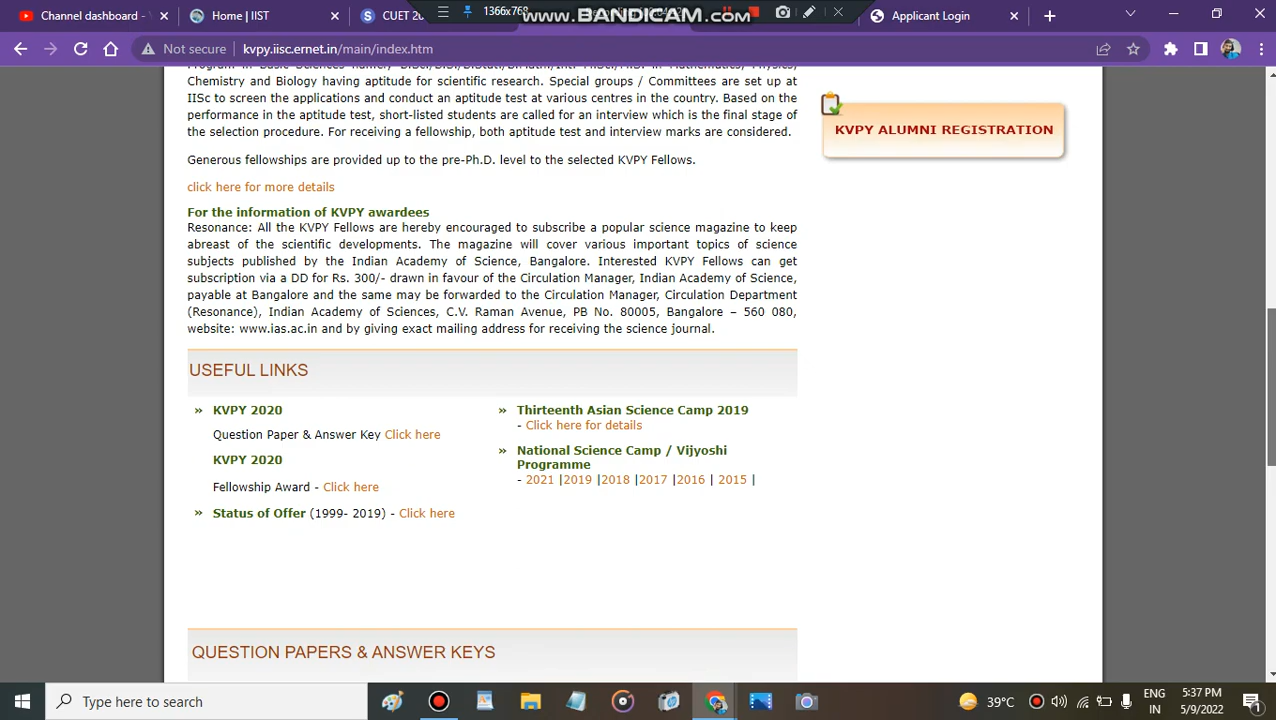 Channel dashboard -
Home | IIST
CUET 20
1366x768
www.BANDICAM.com
Applicant Login
Not secure
kvpy.iisc.ernet.in/main/index.htm
Chemistry and Biology having aptitude for scientific research. Special groups / Committees are set up at
IISc to screen the applications and conduct an aptitude test at various centres in the country. Based on the
performance in the aptitude test, short-listed students are called for an interview which is the final stage of
the selection procedure. For receiving a fellowship, both aptitude test and interview marks are considered.
Generous fellowships are provided up to the pre-Ph.D. level to the selected KVPY Fellows.
click here for more details
For the information of KVPY awardees
Resonance: All the KVPY Fellows are hereby encouraged to subscribe a popular science magazine to keep
abreast of the scientific developments. The magazine will cover various important topics of science
subjects published by the Indian Academy of Science, Bangalore. Interested KVPY Fellows can get
subscription via a DD for Rs. 300/- drawn in favour of the Circulation Manager, Indian Academy of Science,
payable at Bangalore and the same may be forwarded to the Circulation Manager, Circulation Department
(Resonance), Indian Academy of Sciences, C.V. Raman Avenue, PB No. 80005, Bangalore – 560 080,
website: www.ias.ac.in and by giving exact mailing address for receiving the science journal.
KVPY ALUMNI REGISTRATION
USEFUL LINKS
» KVPY 2020
Question Paper & Answer Key Click here
KVPY 2020
Fellowship Award - Click here
» Status of Offer (1999- 2019) - Click here
» Thirteenth Asian Science Camp 2019
- Click here for details
» National Science Camp / Vijyoshi
Programme
- 2021 |2019 |2018 |2017 |2016 | 2015 |
QUESTION PAPERS & ANSWER KEYS
Type here to search
39°C
ENG
IN
5:37 PM
5/9/2022
1